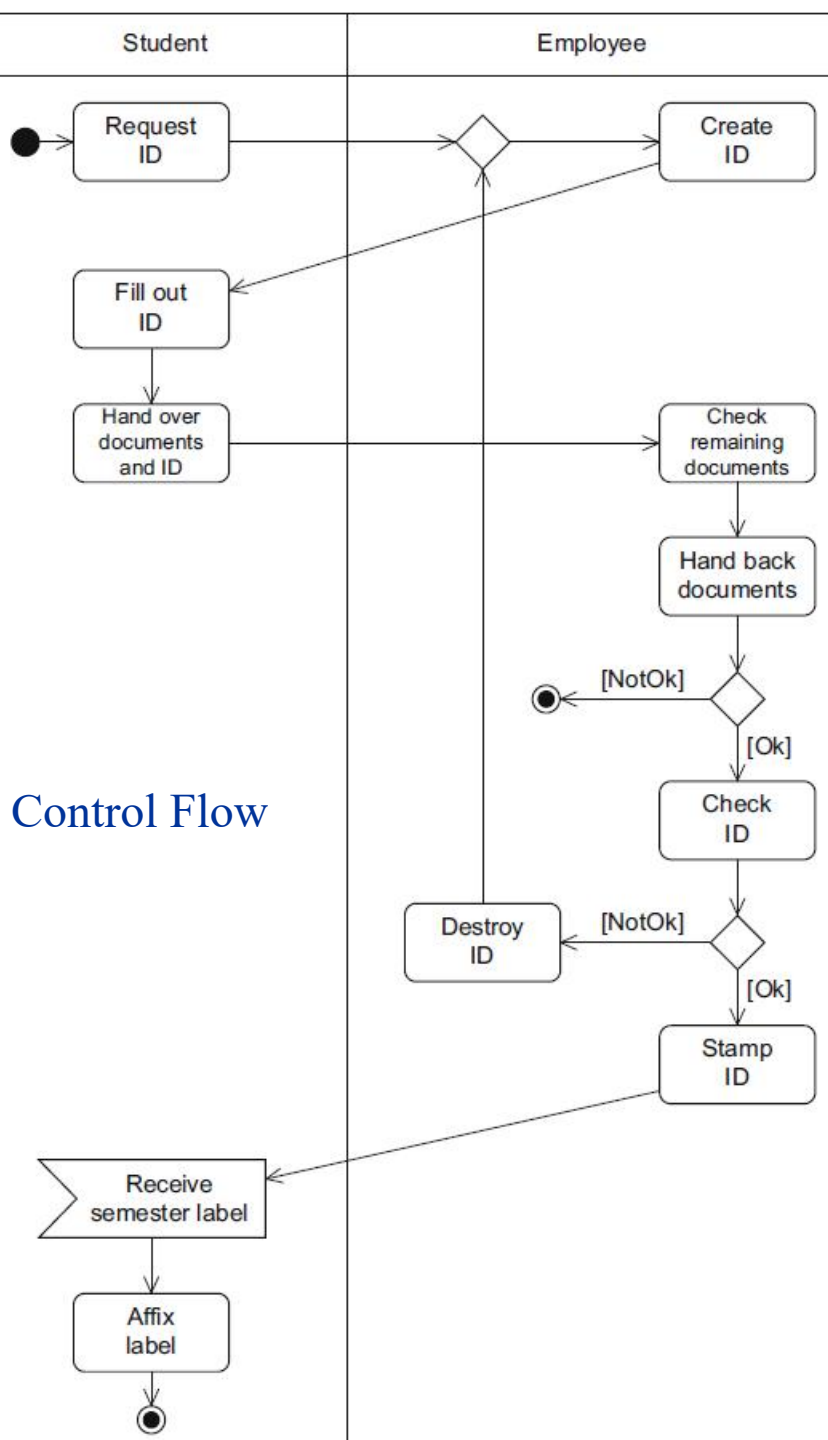 Student
Employee
Request
ID
Create
ID
Fill out
ID
Hand over
documents
and ID
Check
remaining
documents
Hand back
documents
[NotOk]
[Ok]
Control Flow
Check
ID
Destroy
ID
[NotOk]
[Ok]
Stamp
ID
Receive
semester label
Affix
label